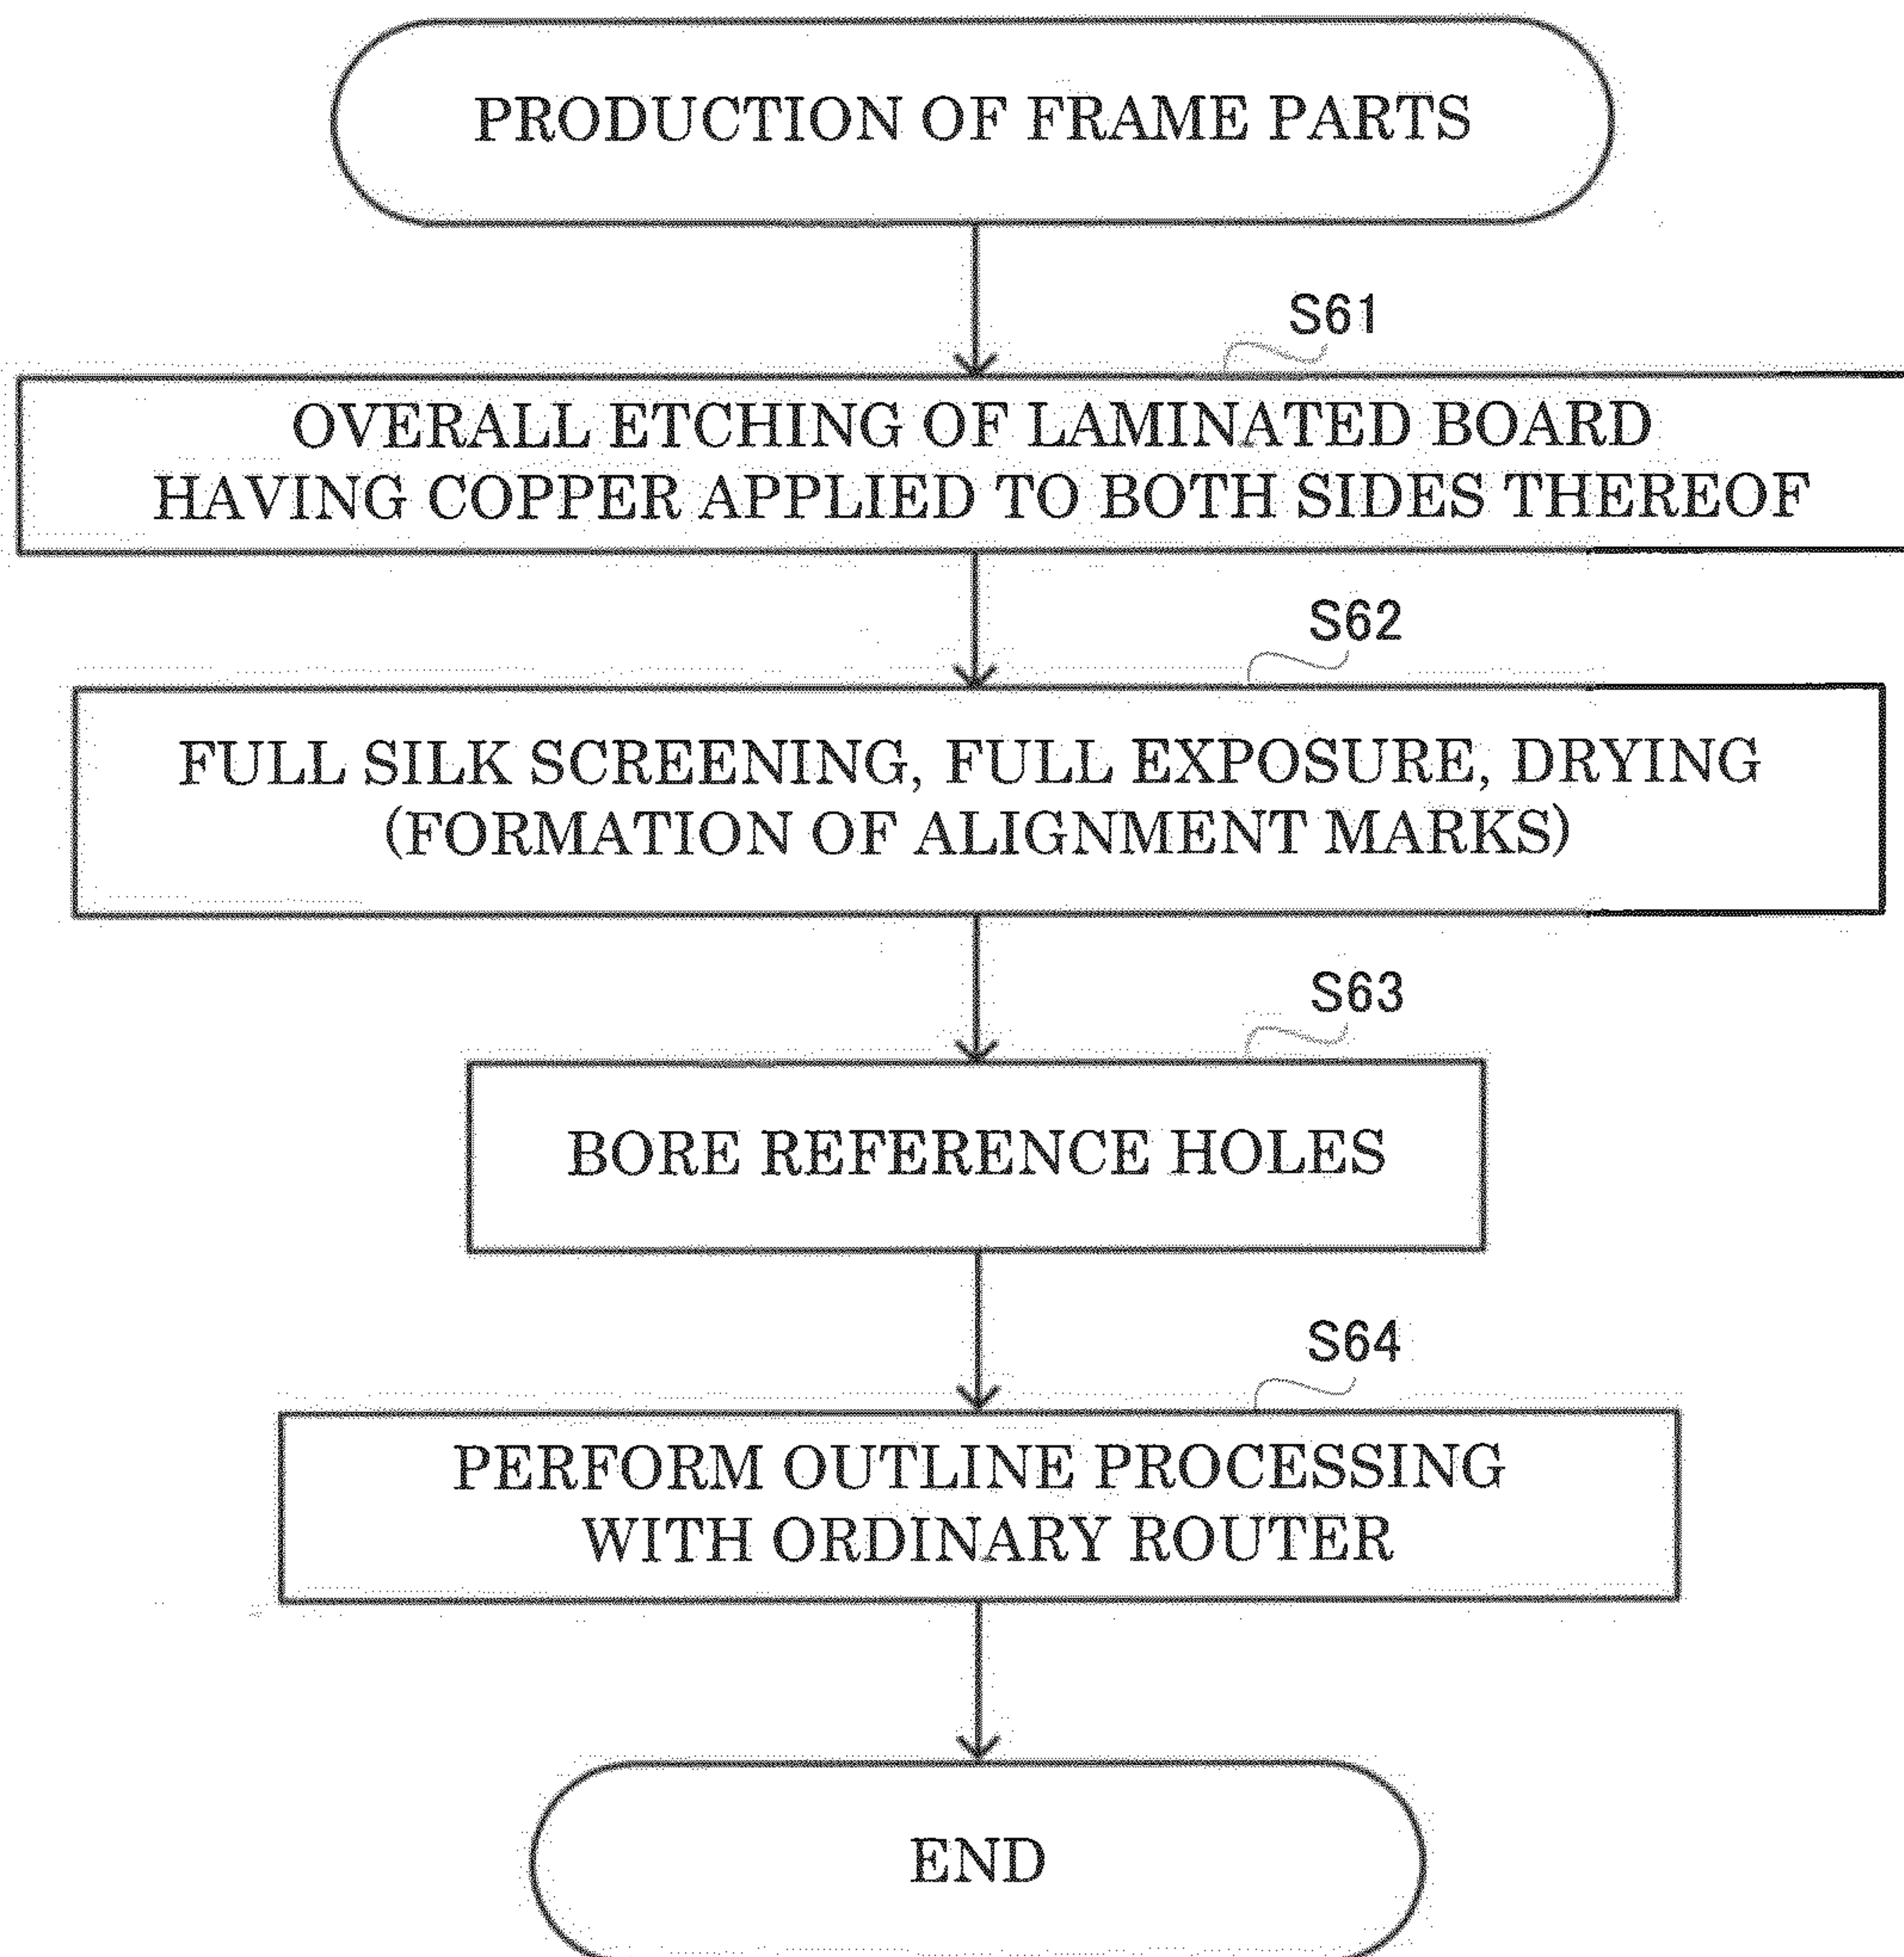 PRODUCTION OF FRAME PARTS
S61
OVERALL ETCHING OF LAMINATED BOARD
HAVING COPPER APPLIED TO BOTH SIDES THEREOF
S62
FULL SILK SCREENING, FULL EXPOSURE, DRYING
(FORMATION OF ALIGNMENT MARKS)
S63
BORE REFERENCE HOLES
S64
PERFORM OUTLINE PROCESSING
WITH ORDINARY ROUTER
END